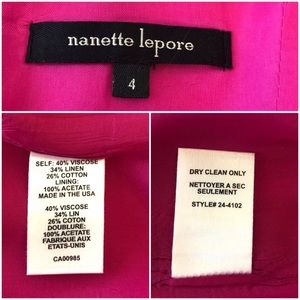 nanette lepore
4
SELF: 40% VISCOSE
34% LINEN
26% COTTON
LINING:
100% ACETATE
MADE IN THE USA
40% VISCOSE
34% LIN
26% COTON
DOUBLURE:
100% ACETATE
FABRIQUE AUX
ETATS-UNIS
CA00985
DRY CLEAN ONLY
NETTOYER A SEC
SEULEMENT
STYLE# 24-4102